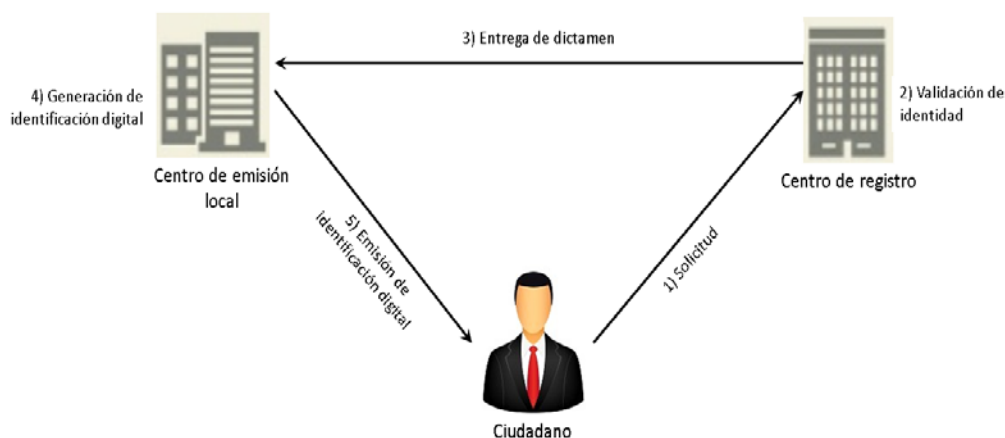 3) Entrega de dictamen
4) Generación de
identificación digital
2) Validación de
identidad
Centro de emisión
local
Centro de registro
5) Emisión de
identificación digital
1) Solicitud
Ciudadano